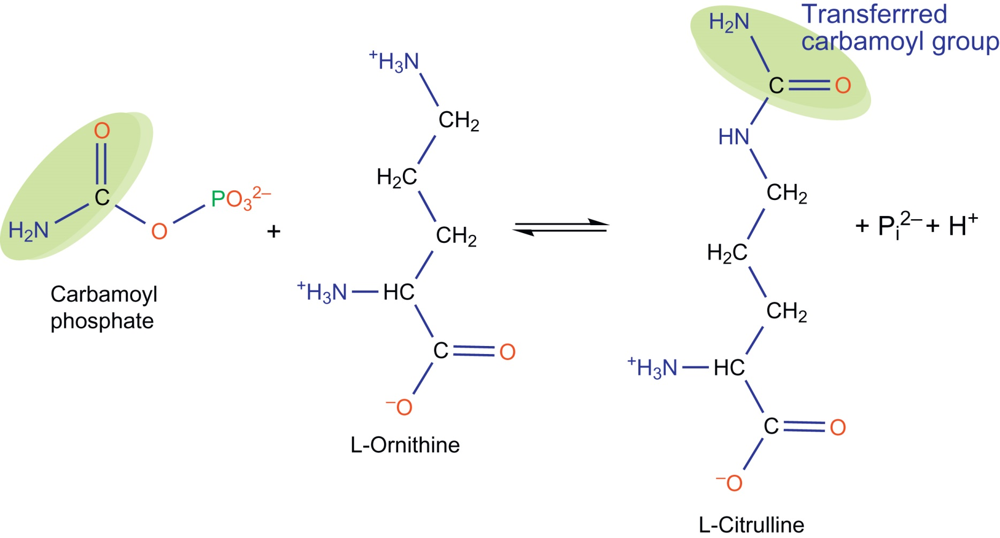 H₂N
Transferrred
carbamoyl group
C
O
HN
CH₂
H₂C
CH₂
⁺H₃N
HC
C
O
⁻O
L-Citrulline
⁺H₃N
CH₂
H₂C
CH₂
⁺H₃N
HC
C
O
⁻O
L-Ornithine
O
C
H₂N
O
PO₃²⁻
+
Carbamoyl
phosphate
+ Pᵢ²⁻ + H⁺